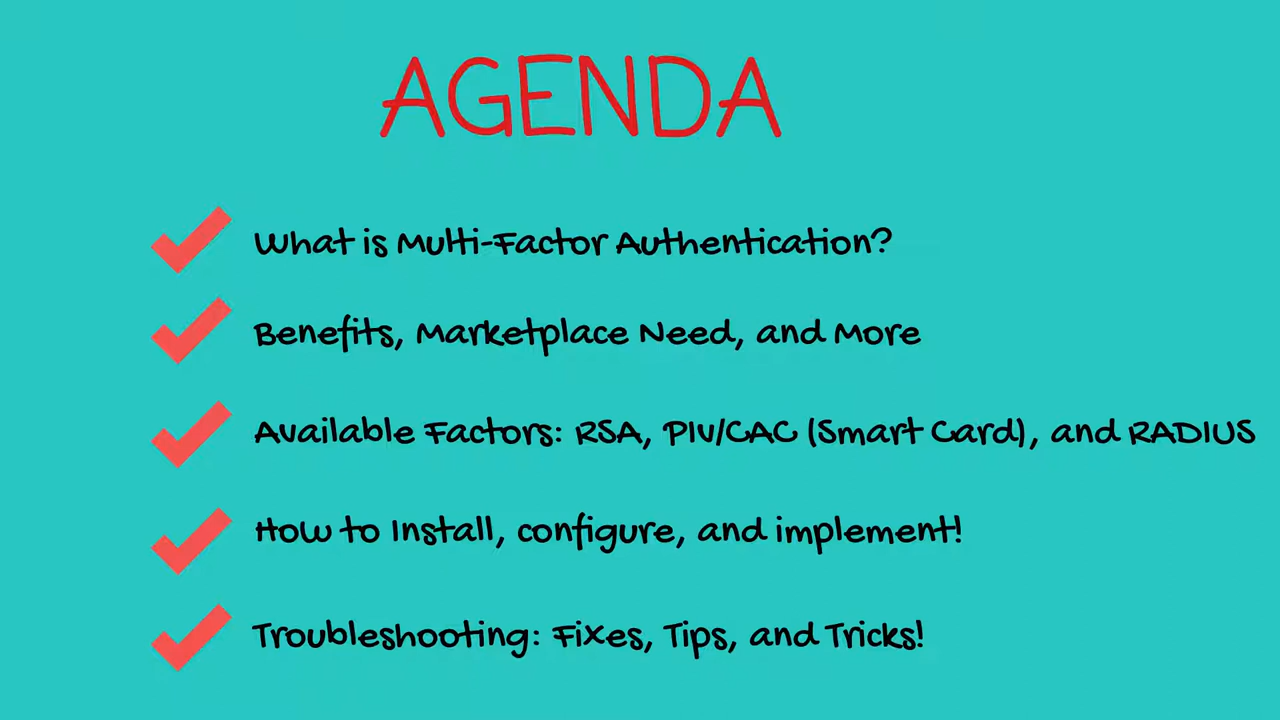 AGENDA
What is Multi-Factor Authentication?
Benefits, Marketplace Need, and More
Available Factors: RSA, PIV/CAC (Smart Card), and RADIUS
How to Install, configure, and implement!
Troubleshooting: Fixes, Tips, and Tricks!